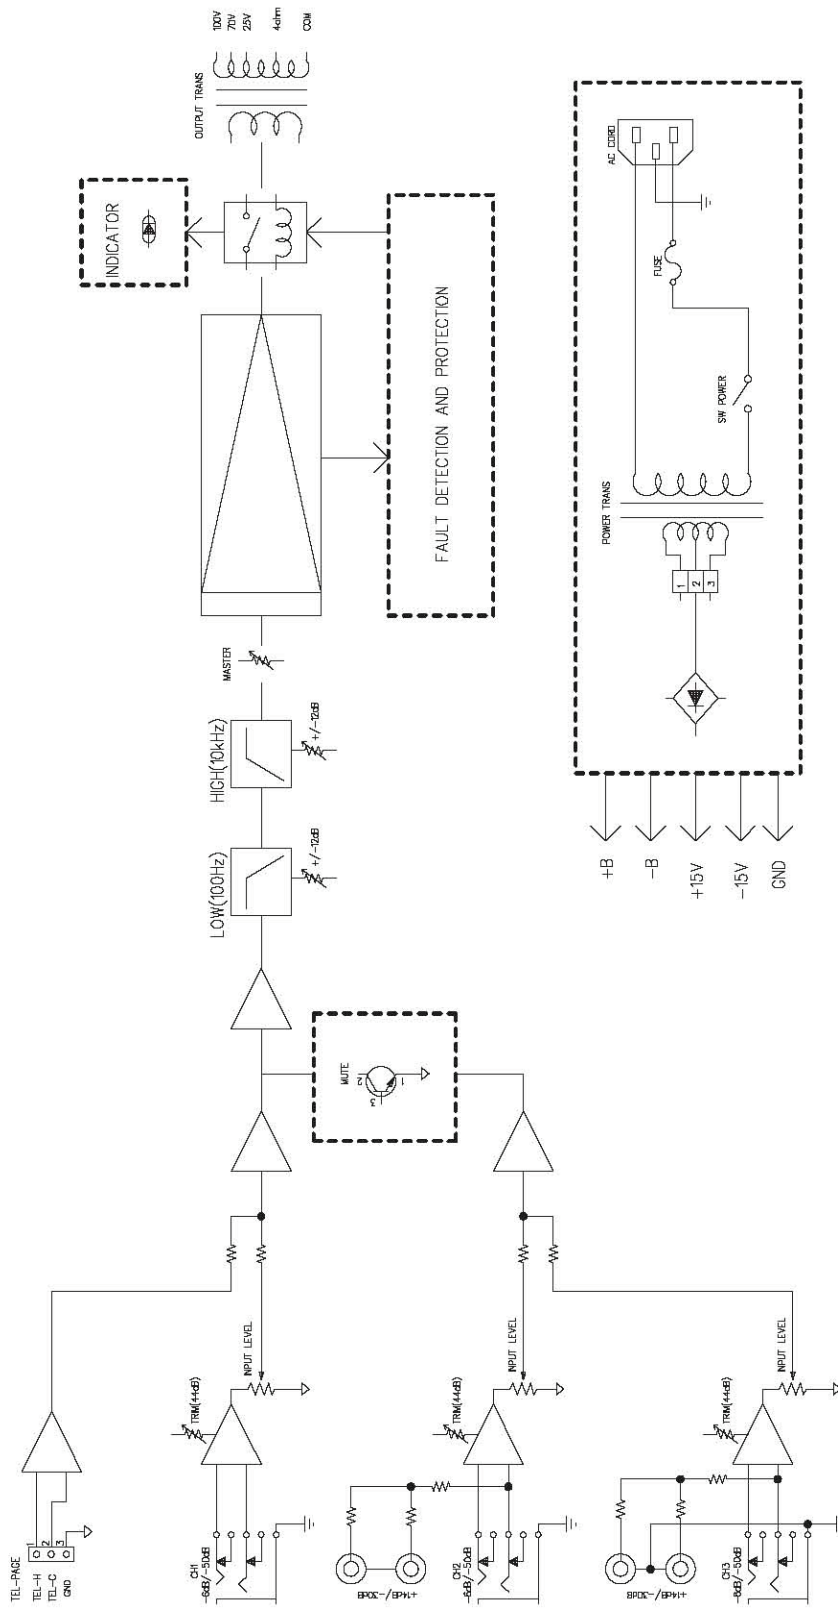 TEL-PAGE
TEL-H
TEL-C
GND
1
2
3
CH1
-6dB/-50dB
TRIM(44dB)
INPUT LEVEL
+14dB/-30dB
CH2
-6dB/-50dB
TRIM(44dB)
INPUT LEVEL
+14dB/-30dB
CH3
-6dB/-50dB
TRIM(44dB)
INPUT LEVEL
MUTE
2
3
1
LOW(100Hz)
+/-12dB
HIGH(10kHz)
+/-12dB
MASTER
INDICATOR
OUTPUT TRANS
100V
70V
25V
4ohm
COM
FAULT DETECTION AND PROTECTION
+B
-B
+15V
-15V
GND
1
2
3
POWER TRANS
SW POWER
FUSE
AC CORD